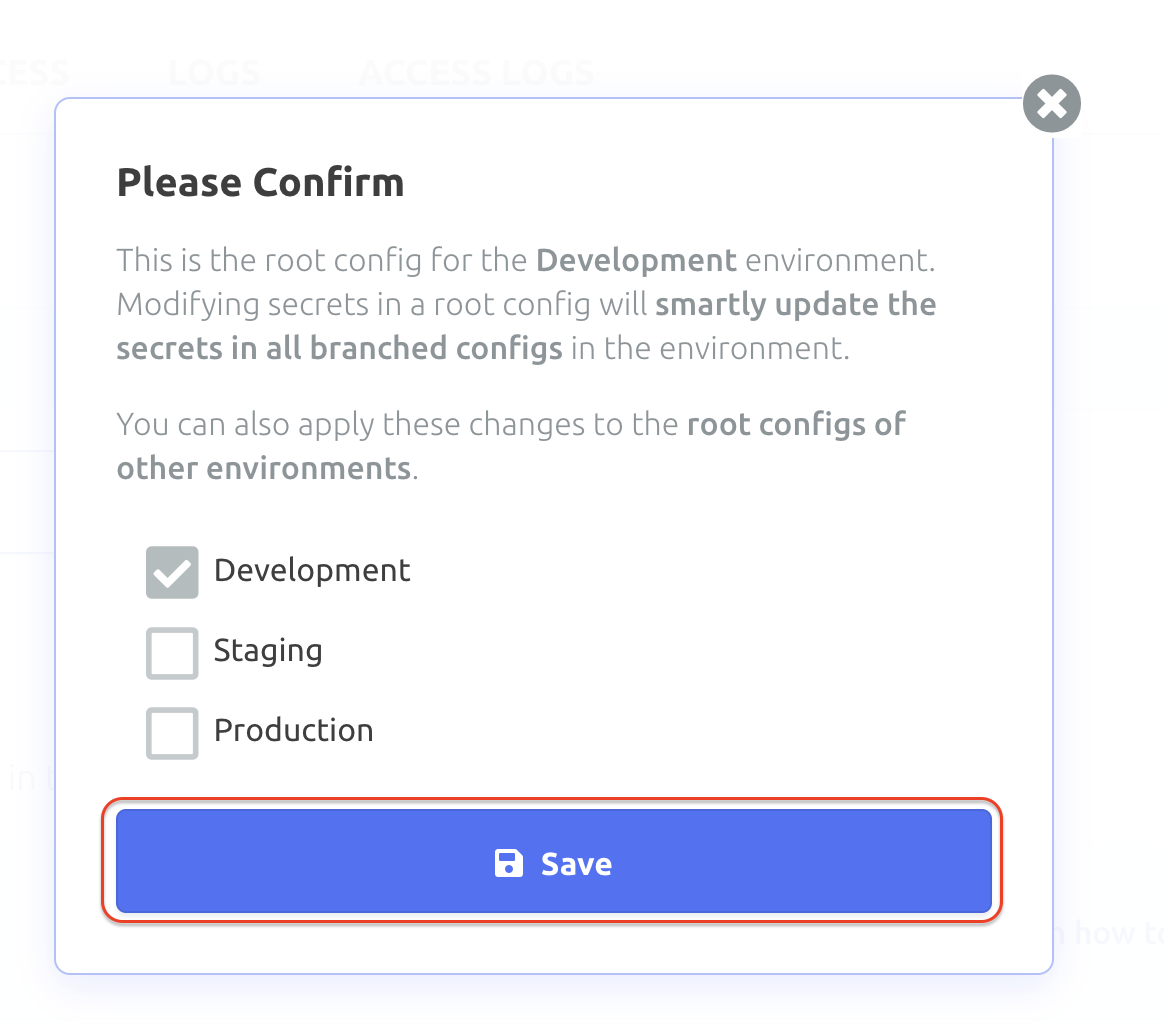 LOGS
ACCESS LOGS
Please Confirm
This is the root config for the Development environment.
Modifying secrets in a root config will smartly update the
secrets in all branched configs in the environment.
You can also apply these changes to the root configs of
other environments.
Development
Staging
Production
in
Save
how to